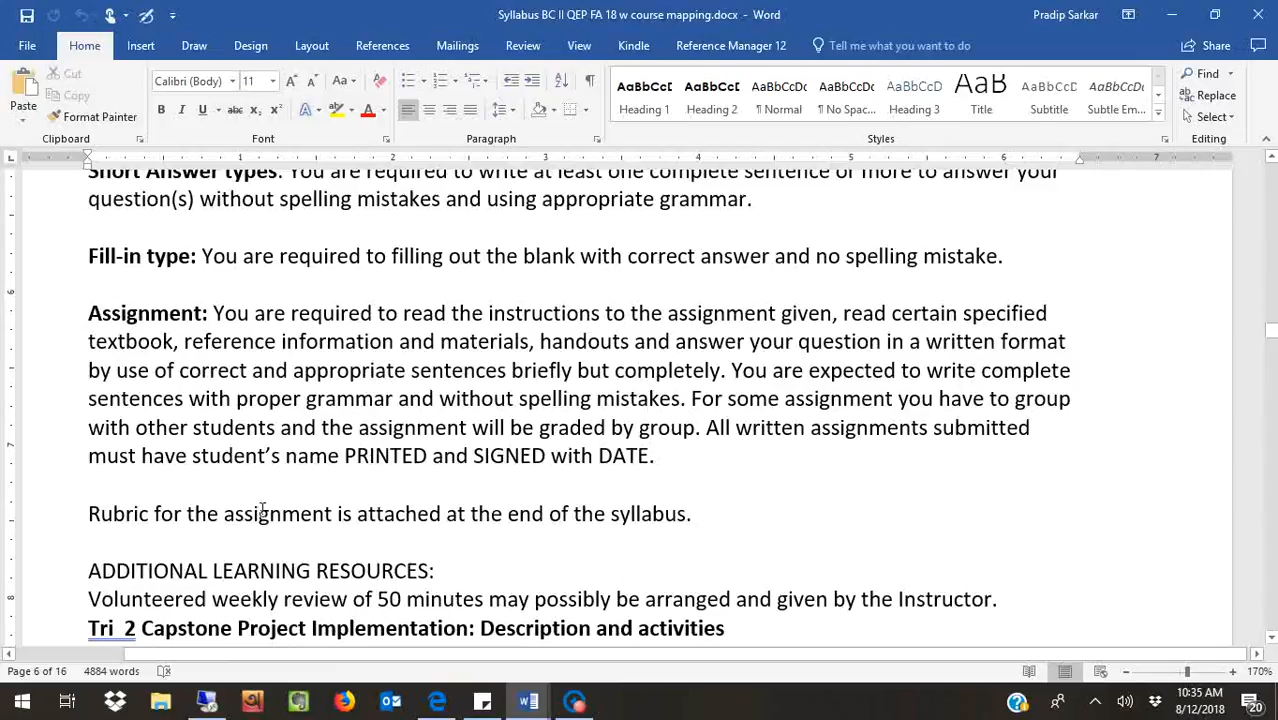 Syllabus BC II QEP FA 18 w course mapping.docx - Word
Pradip Sarkar
File Home Insert Draw Design Layout References Mailings Review View Kindle Reference Manager 12 Tell me what you want to do Share
Paste
Cut
Copy
Format Painter
Clipboard
Calibri (Body) 11
Font
Paragraph
AaBbCcDc AaBbCcDc AaBbCcDc AaBbCcDc AaBbCcDc AaB AaBbCcDc AaBbCcDc
Heading 1 Heading 2 ¶ Normal ¶ No Spac... Heading 3 Title Subtitle Subtle Em...
Styles
Find
Replace
Select
Editing
1 2 3 4 5 6 7
Short Answer types. You are required to write at least one complete sentence or more to answer your
question(s) without spelling mistakes and using appropriate grammar.
Fill-in type: You are required to filling out the blank with correct answer and no spelling mistake.
Assignment: You are required to read the instructions to the assignment given, read certain specified
textbook, reference information and materials, handouts and answer your question in a written format
by use of correct and appropriate sentences briefly but completely. You are expected to write complete
sentences with proper grammar and without spelling mistakes. For some assignment you have to group
with other students and the assignment will be graded by group. All written assignments submitted
must have student's name PRINTED and SIGNED with DATE.
Rubric for the assignment is attached at the end of the syllabus.
ADDITIONAL LEARNING RESOURCES:
Volunteered weekly review of 50 minutes may possibly be arranged and given by the Instructor.
Tri 2 Capstone Project Implementation: Description and activities
Page 6 of 16 4884 words 170%
10:35 AM
8/12/2018
20